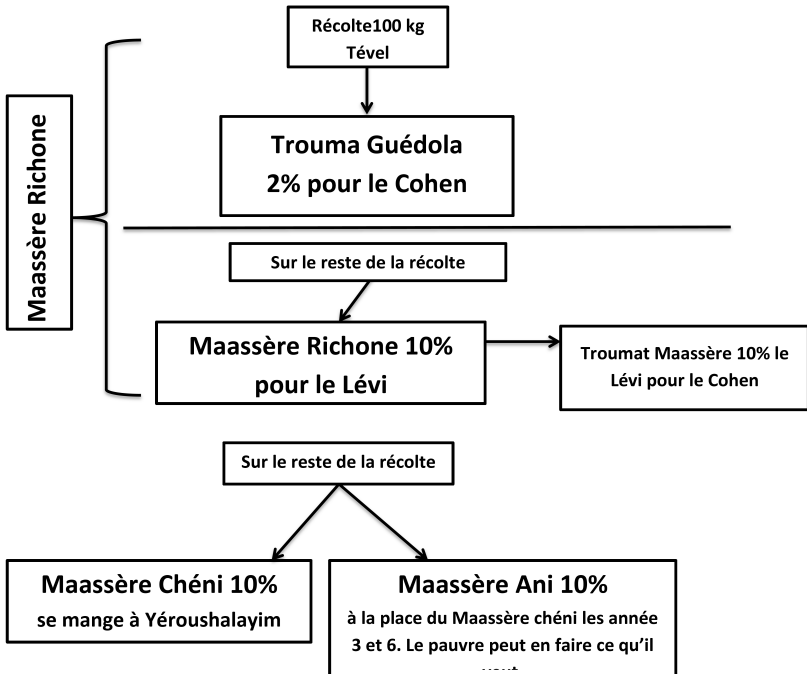 Récolte100 kg
Tével
Maassère Richone
Trouma Guédola
2% pour le Cohen
Sur le reste de la récolte
Maassère Richone 10%
pour le Lévi
Troumat Maassère 10% le
Lévi pour le Cohen
Sur le reste de la récolte
Maassère Chéni 10%
se mange à Yéroushalayim
Maassère Ani 10%
à la place du Maassère chéni les année
3 et 6. Le pauvre peut en faire ce qu’il